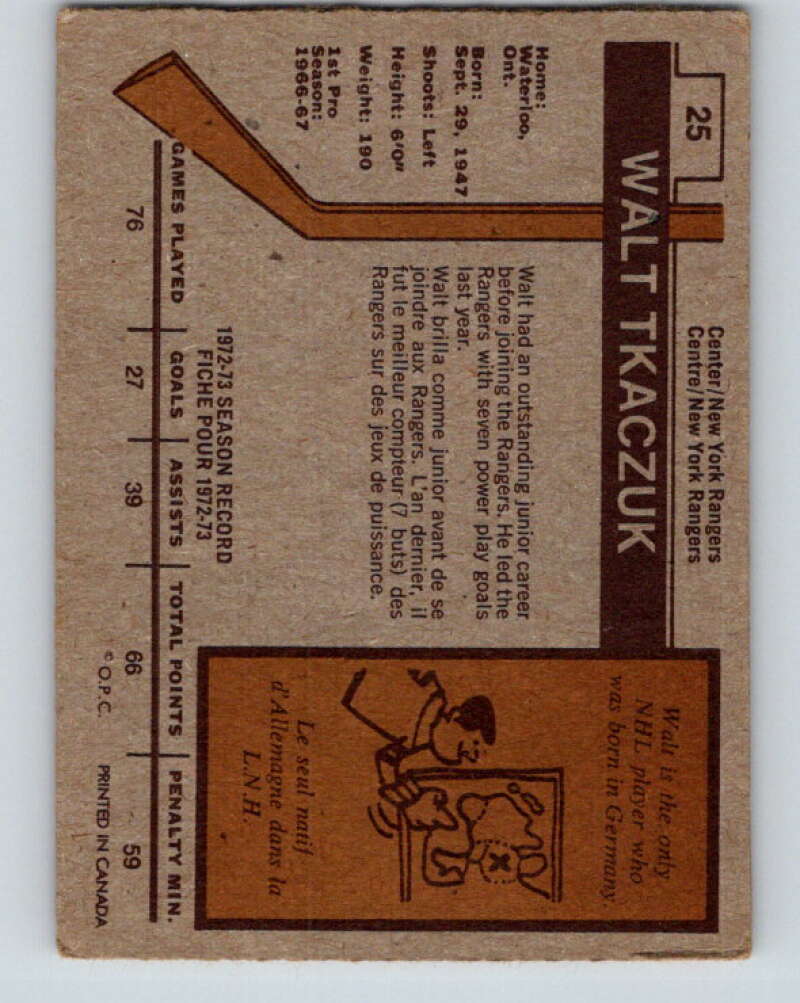 25
Center/New York Rangers
Centre/New York Rangers
WALT TKACZUK
Home:
Waterloo,
Ont.
Born:
Sept. 29, 1947
Shoots: Left
Height: 6'0"
Weight: 190
1st Pro
Season:
1966-67
Walt had an outstanding junior career
before joining the Rangers. He led the
Rangers with seven power play goals
last year.
Walt brilla comme junior avant de se
joindre aux Rangers. L'an dernier, il
fut le meilleur compteur (7 buts) des
Rangers sur des jeux de puissance.
Walt is the only
NHL player who
was born in Germany
Le seul natif
d'Allemagne dans la
L.N.H.
1972-73 SEASON RECORD
FICHE POUR 1972-73
GAMES PLAYED GOALS ASSISTS TOTAL POINTS PENALTY MIN.
76 27 39 66 59
© O.P.C. PRINTED IN CANADA